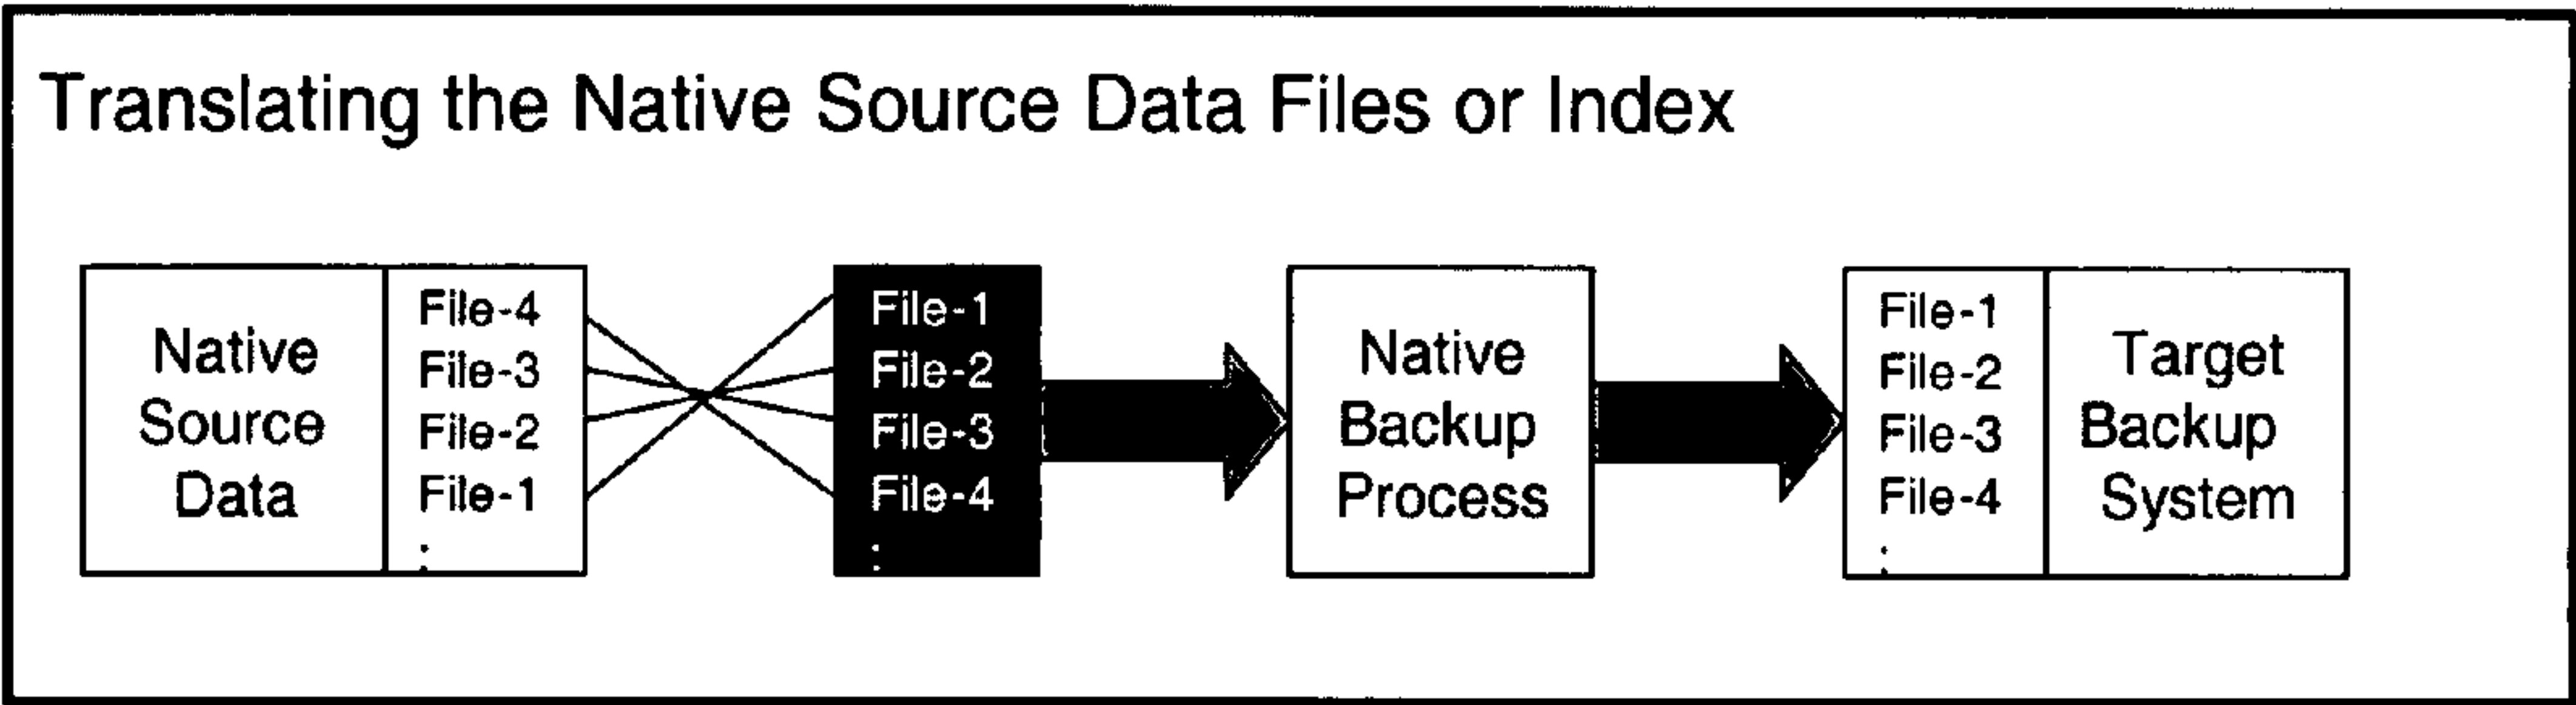 Translating the Native Source Data Files or Index
Native
Source
Data
File-4
File-3
File-2
File-1
:
File-1
File-2
File-3
File-4
:
Native
Backup
Process
File-1
File-2
File-3
File-4
:
Target
Backup
System